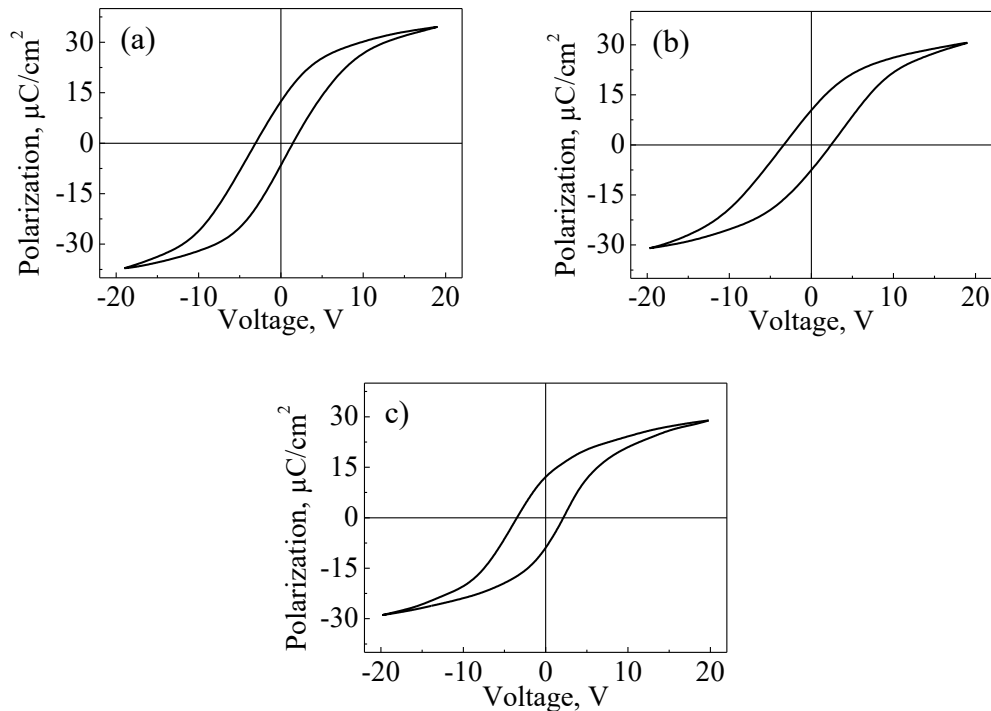 (a)
Polarization, μC/cm²
30
15
0
-15
-30
-20 -10 0 10 20
Voltage, V
(b)
Polarization, μC/cm²
30
15
0
-15
-30
-20 -10 0 10 20
Voltage, V
c)
Polarization, μC/cm²
30
15
0
-15
-30
-20 -10 0 10 20
Voltage, V